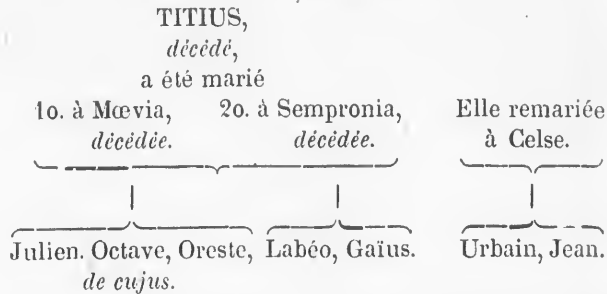 TITIUS,
décédé,
a été marié
1o. à Mœvia, 2o. à Sempronia, Elle remariée
décédée. décédée. à Celse.
Julien. Octave, Oreste, Labéo, Gaïus. Urbain, Jean.
de cujus.